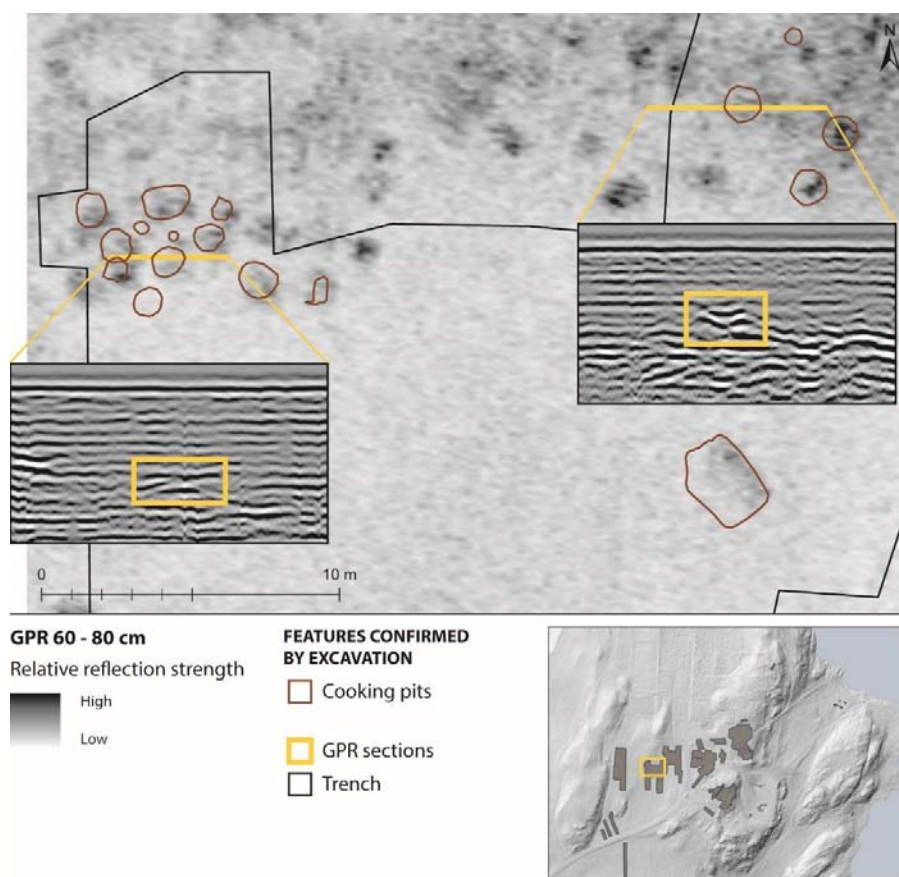 N
0 10 m
GPR 60 - 80 cm
Relative reflection strength
High
Low
FEATURES CONFIRMED
BY EXCAVATION
Cooking pits
GPR sections
Trench